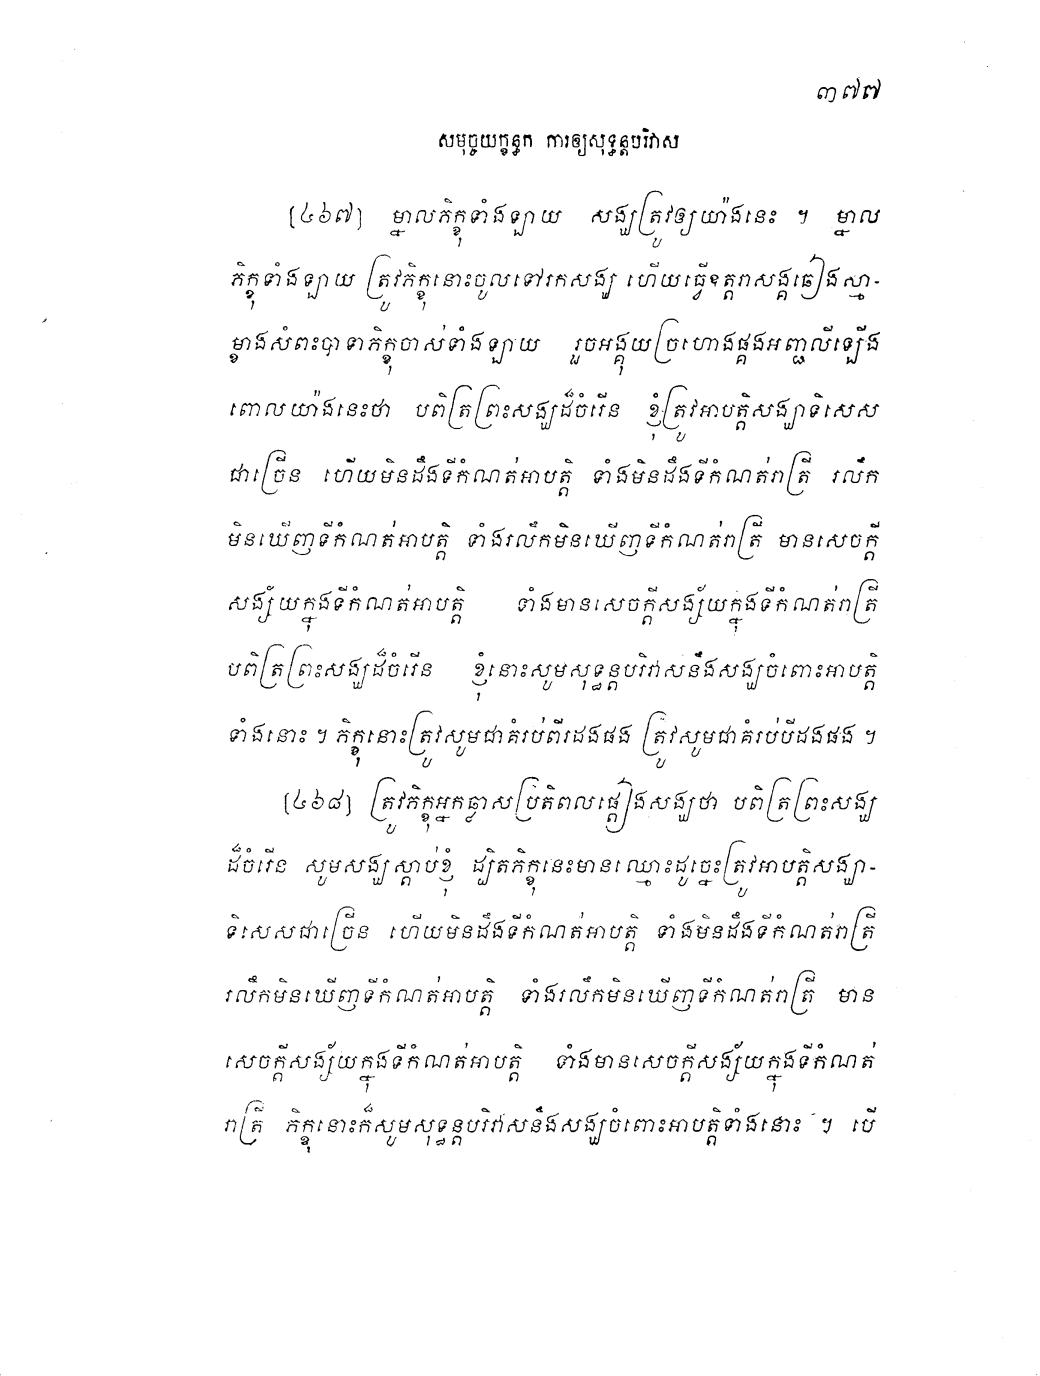 ៣៧៧
សមុច្ចយក្ខន្ធក ការឲ្យសុទ្ធន្តបរិវាស
[៤៦៧] ម្នាលភិក្ខុទាំងឡាយ សង្ឃត្រូវឲ្យយ៉ាងនេះ ។ ម្នាល
ភិក្ខុទាំងឡាយ ត្រូវភិក្ខុនោះចូលទៅរកសង្ឃ ហើយធ្វើឧត្តរាសង្គឆៀងស្មា-
ម្ខាងសំពះបាទាភិក្ខុចាស់ទាំងឡាយ រួចអង្គុយច្រហោងផ្គងអញ្ជលីឡើង
ពោលយ៉ាងនេះថា បពិត្រព្រះសង្ឃដ៏ចំរើន ខ្ញុំត្រូវអាបត្តិសង្ឃាទិសេស
ជាច្រើន ហើយមិនដឹងទីកំណត់អាបត្តិ ទាំងមិនដឹងទីកំណត់រាត្រី រលឹក
មិនឃើញទីកំណត់អាបត្តិ ទាំងរលឹកមិនឃើញទីកំណត់រាត្រី មានសេចក្តី
សង្ស័យក្នុងទីកំណត់អាបត្តិ ទាំងមានសេចក្តីសង្ស័យក្នុងទីកំណត់រាត្រី
បពិត្រព្រះសង្ឃដ៏ចំរើន ខ្ញុំនោះសូមសុទ្ធន្តបរិវាសនឹងសង្ឃចំពោះអាបត្តិ
ទាំងនោះ ។ ភិក្ខុនោះត្រូវសូមជាគំរប់ពីរដងផង ត្រូវសូមជាគំរប់បីដងផង ។
[៤៦៨] ត្រូវភិក្ខុអ្នកឆ្លាសប្រតិពលផ្តៀងសង្ឃថា បពិត្រព្រះសង្ឃ
ដ៏ចំរើន សូមសង្ឃស្តាប់ខ្ញុំ ដ្បិតភិក្ខុនេះមានឈ្មោះដូច្នេះត្រូវអាបត្តិសង្ឃា-
ទិសេសជាច្រើន ហើយមិនដឹងទីកំណត់អាបត្តិ ទាំងមិនដឹងទីកំណត់រាត្រី
រលឹកមិនឃើញទីកំណត់អាបត្តិ ទាំងរលឹកមិនឃើញទីកំណត់រាត្រី មាន
សេចក្តីសង្ស័យក្នុងទីកំណត់អាបត្តិ ទាំងមានសេចក្តីសង្ស័យក្នុងទីកំណត់
រាត្រី ភិក្ខុនោះក៏សូមសុទ្ធន្តបរិវាសនឹងសង្ឃចំពោះអាបត្តិទាំងនោះ ។ បើ